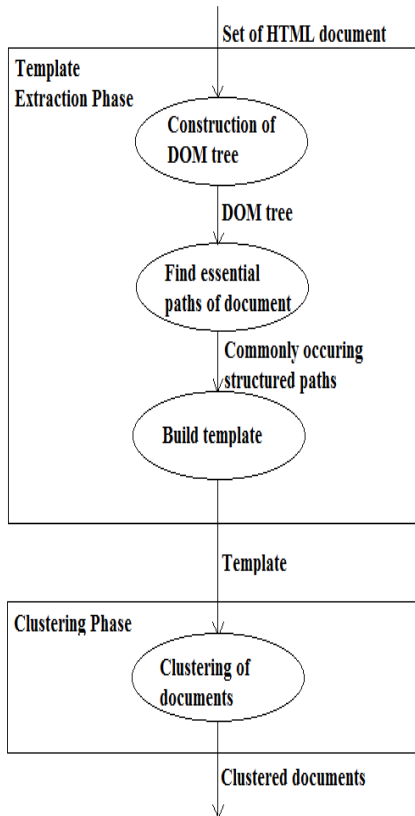 Set of HTML document
Template
Extraction Phase
Construction of
DOM tree
DOM tree
Find essential
paths of document
Commonly occuring
structured paths
Build template
Template
Clustering Phase
Clustering of
documents
Clustered documents